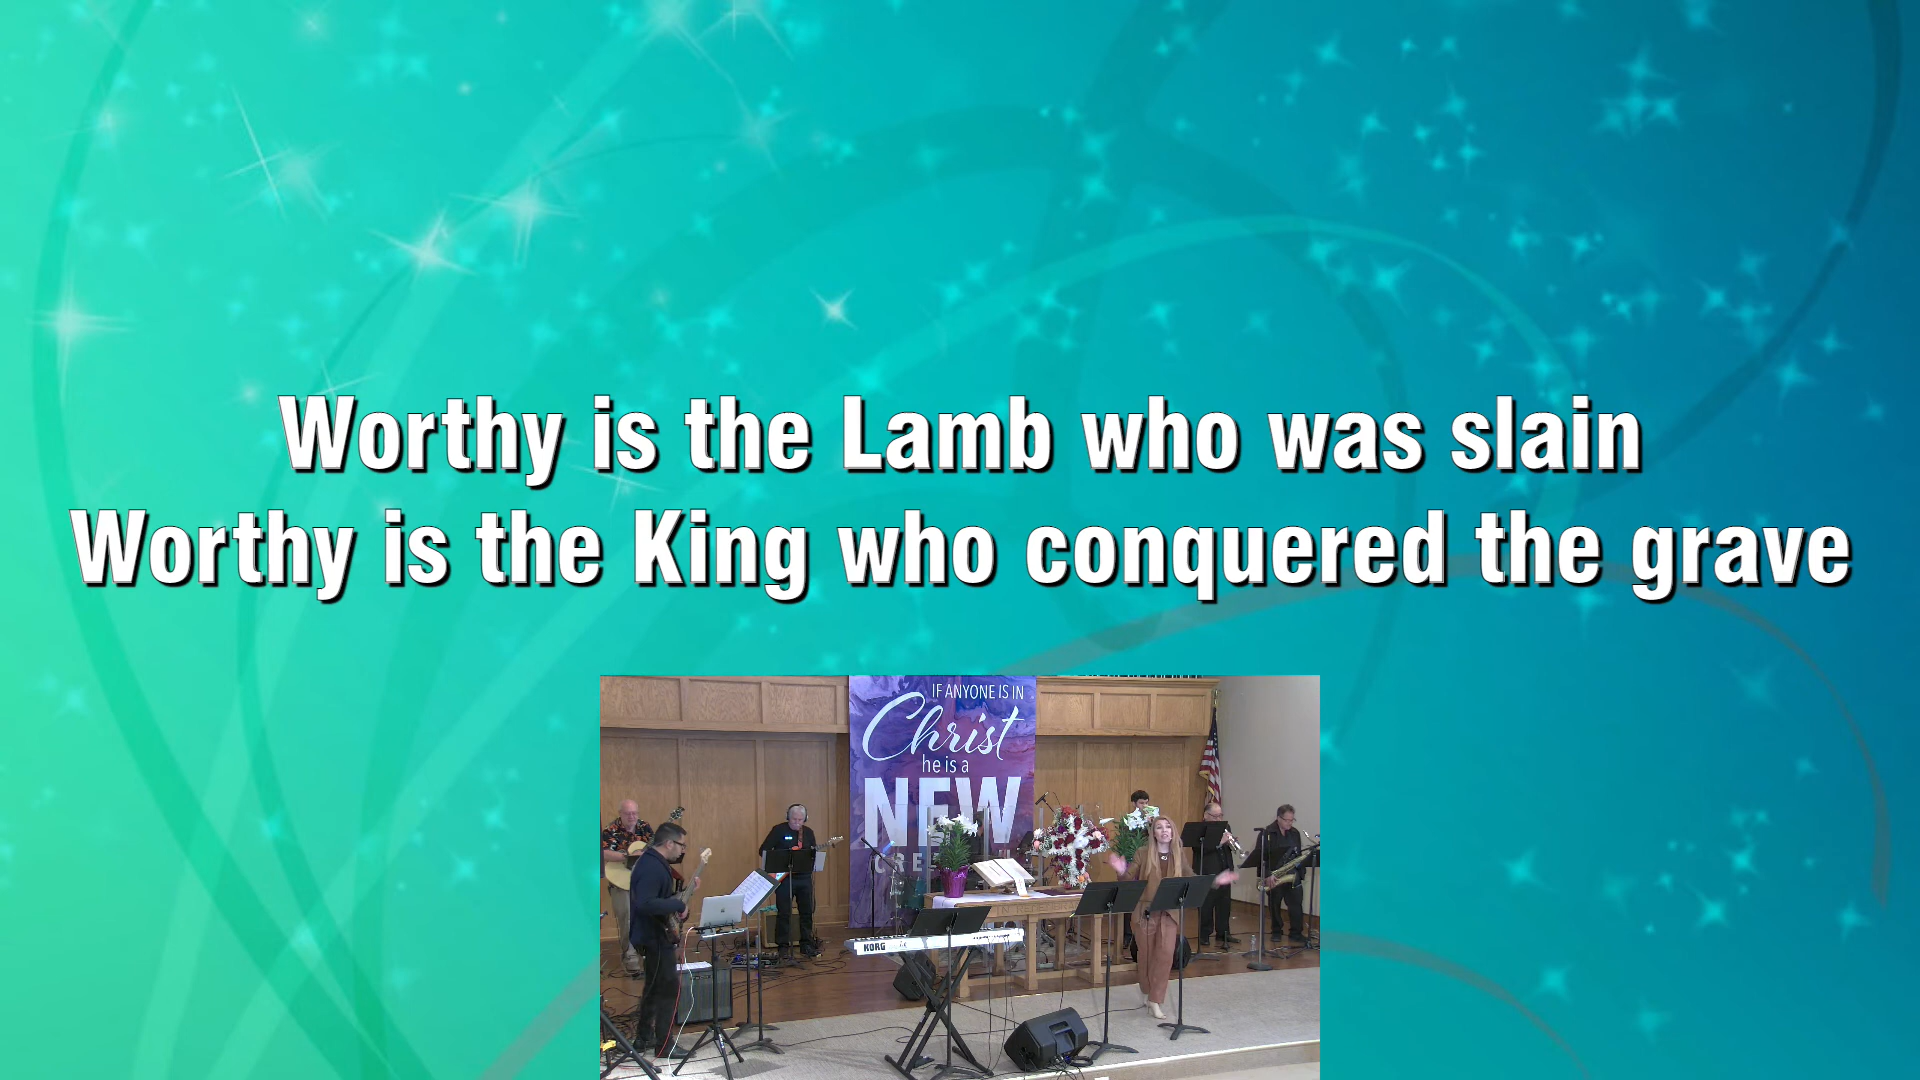 Worthy is the Lamb who was slain
Worthy is the King who conquered the grave
IF ANYONE IS IN
Christ
he is a
NEW
KORG